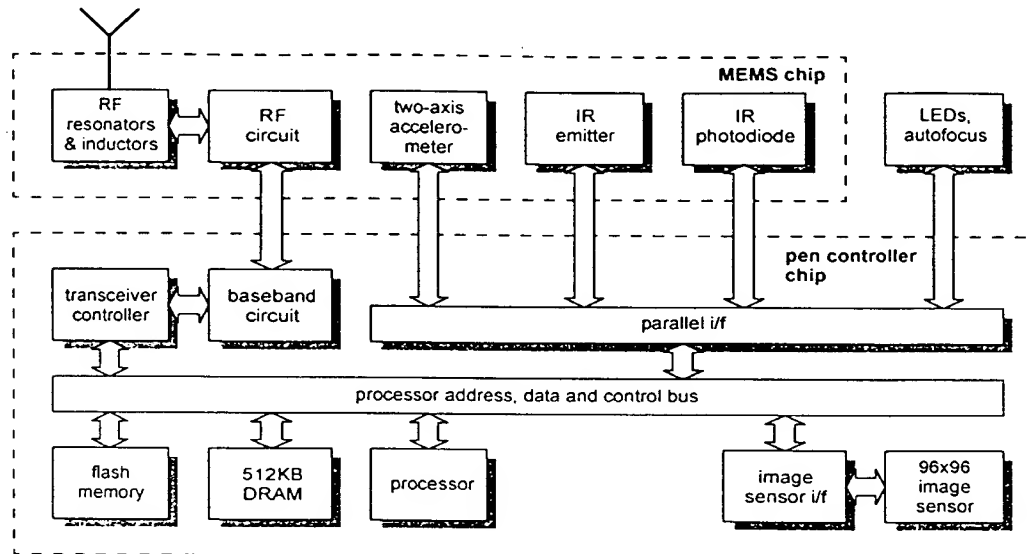 MEMS chip
RF
resonators
& inductors
RF
circuit
two-axis
accelero-
meter
IR
emitter
IR
photodiode
LEDs,
autofocus
pen controller
chip
transceiver
controller
baseband
circuit
parallel i/f
processor address, data and control bus
flash
memory
512KB
DRAM
processor
image
sensor i/f
96x96
image
sensor